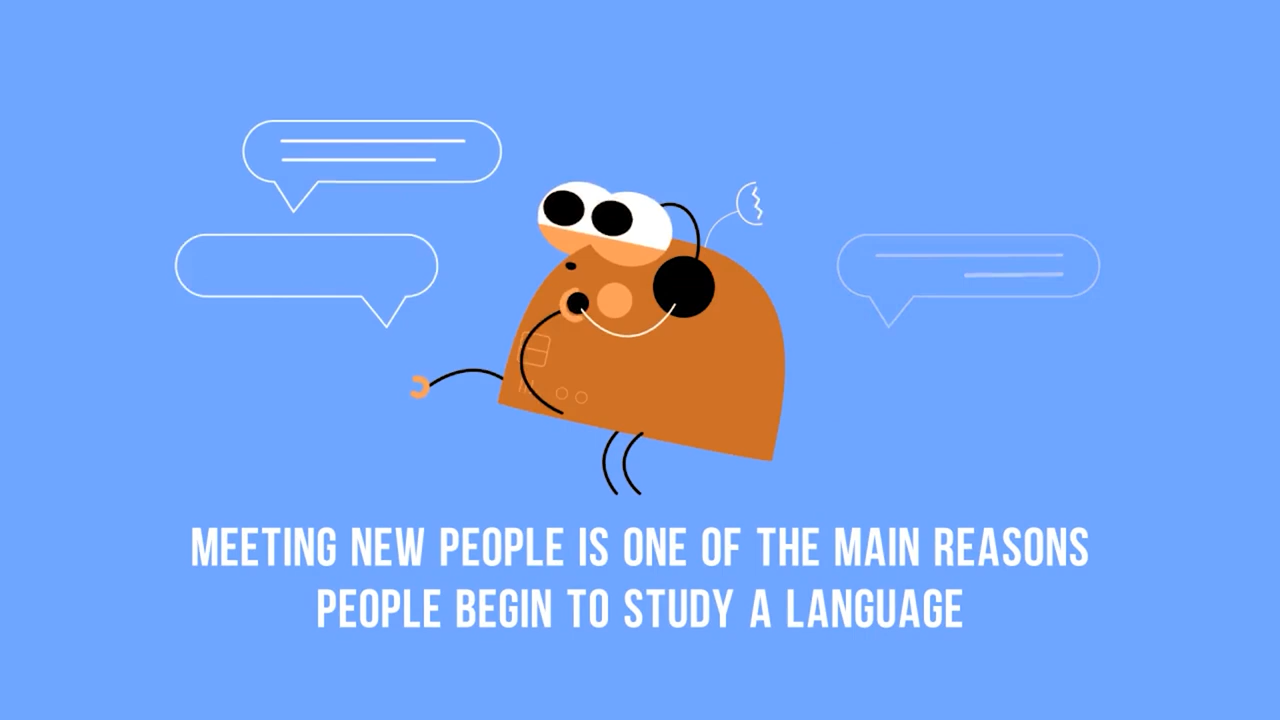 MEETING NEW PEOPLE IS ONE OF THE MAIN REASONS
PEOPLE BEGIN TO STUDY A LANGUAGE